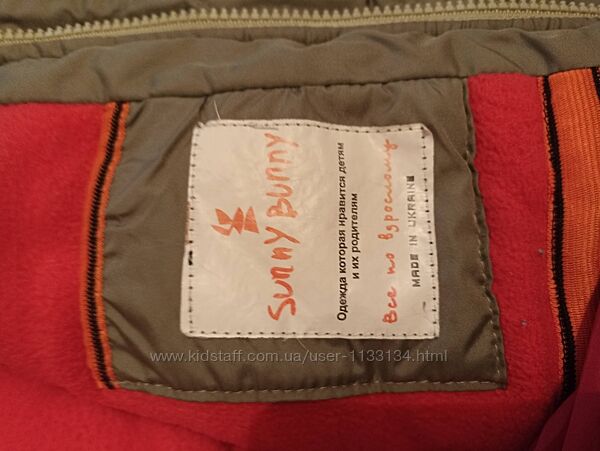 SUNNY BUNNY
Одежда которая нравится детям
и их родителям
Все по взрослому
MADE IN UKRAINE
www.kidstaff.com.ua/user-1133134.html